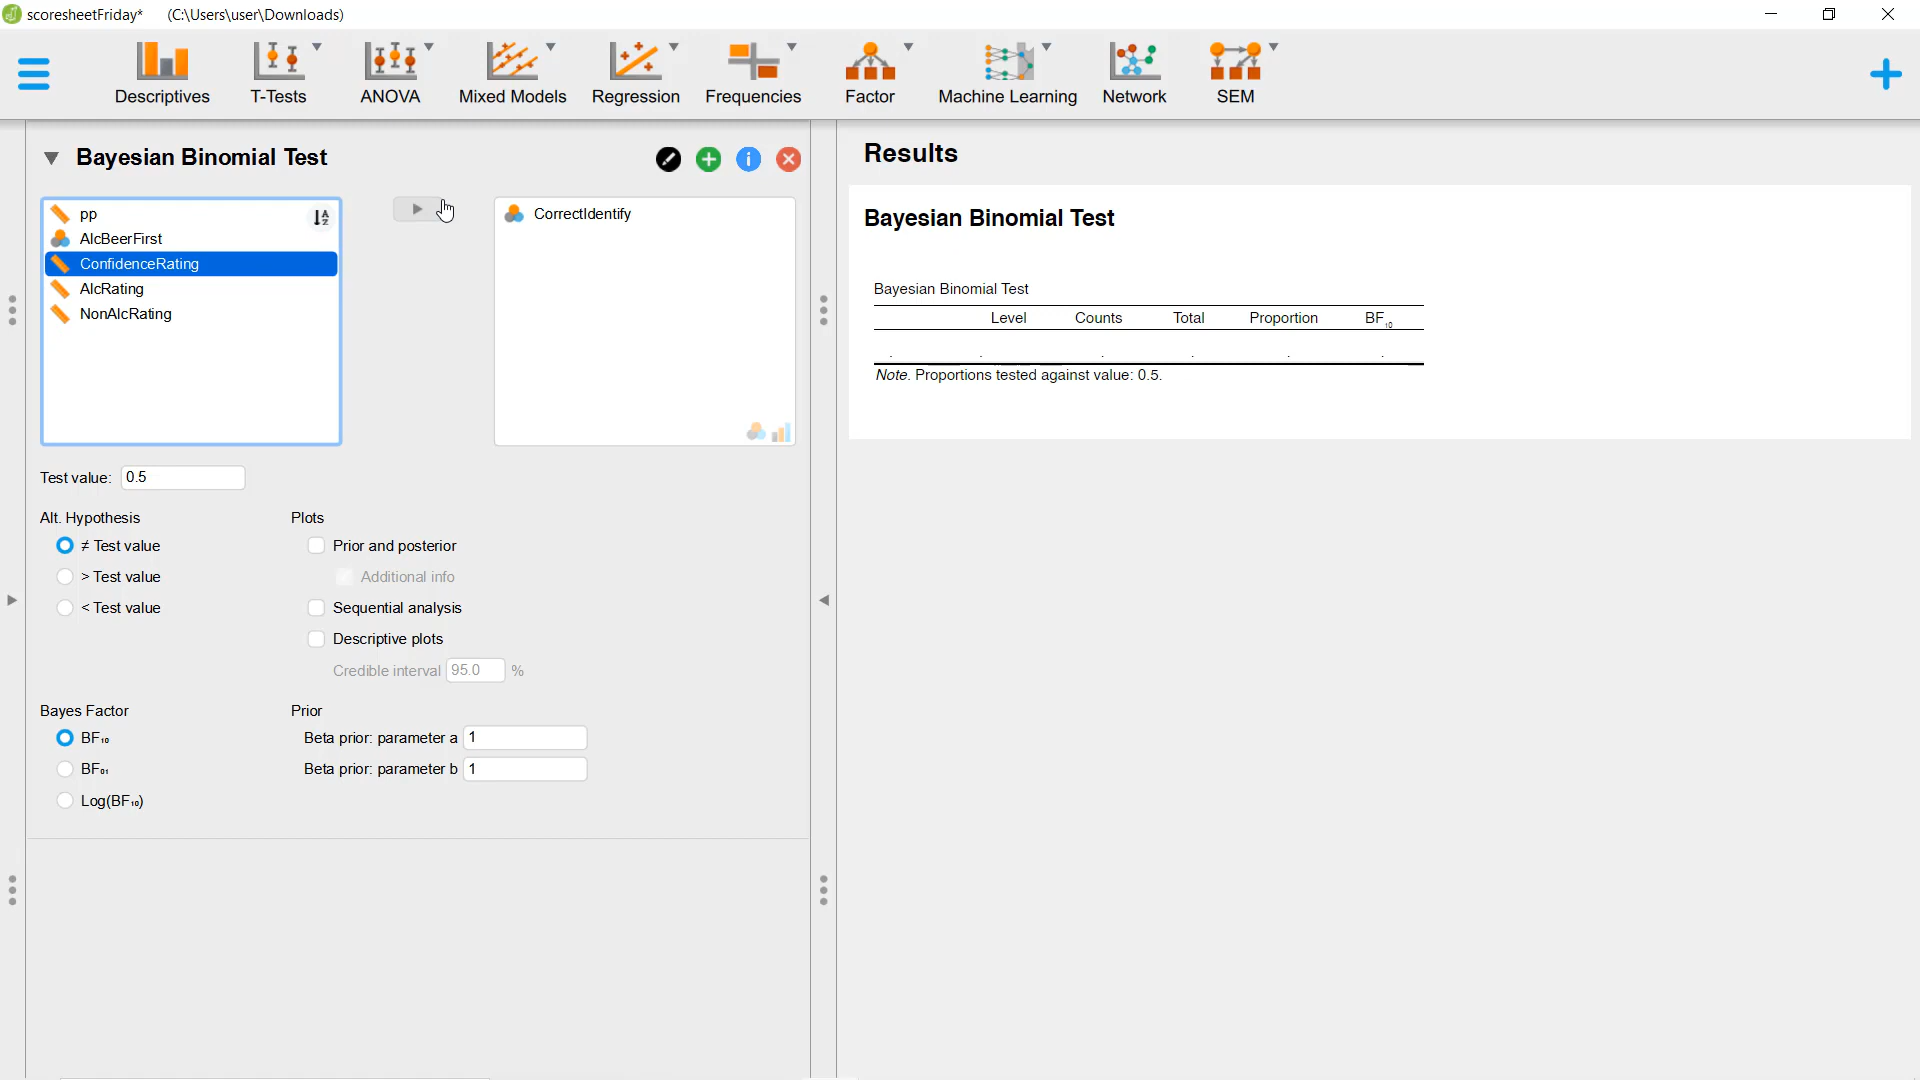 scoresheetFriday* (C:\Users\user\Downloads)
Descriptives T-Tests ANOVA Mixed Models Regression Frequencies Factor Machine Learning Network SEM
Bayesian Binomial Test
pp
AlcBeerFirst
ConfidenceRating
AlcRating
NonAlcRating
CorrectIdentify
Test value: 0.5
Alt. Hypothesis
≠ Test value
> Test value
< Test value
Plots
Prior and posterior
Additional info
Sequential analysis
Descriptive plots
Credible interval 95.0 %
Bayes Factor
BF₁₀
BF₀₁
Log(BF₁₀)
Prior
Beta prior: parameter a 1
Beta prior: parameter b 1
Results
Bayesian Binomial Test
Bayesian Binomial Test
Level Counts Total Proportion BF₁₀
. . . . . .
Note. Proportions tested against value: 0.5.